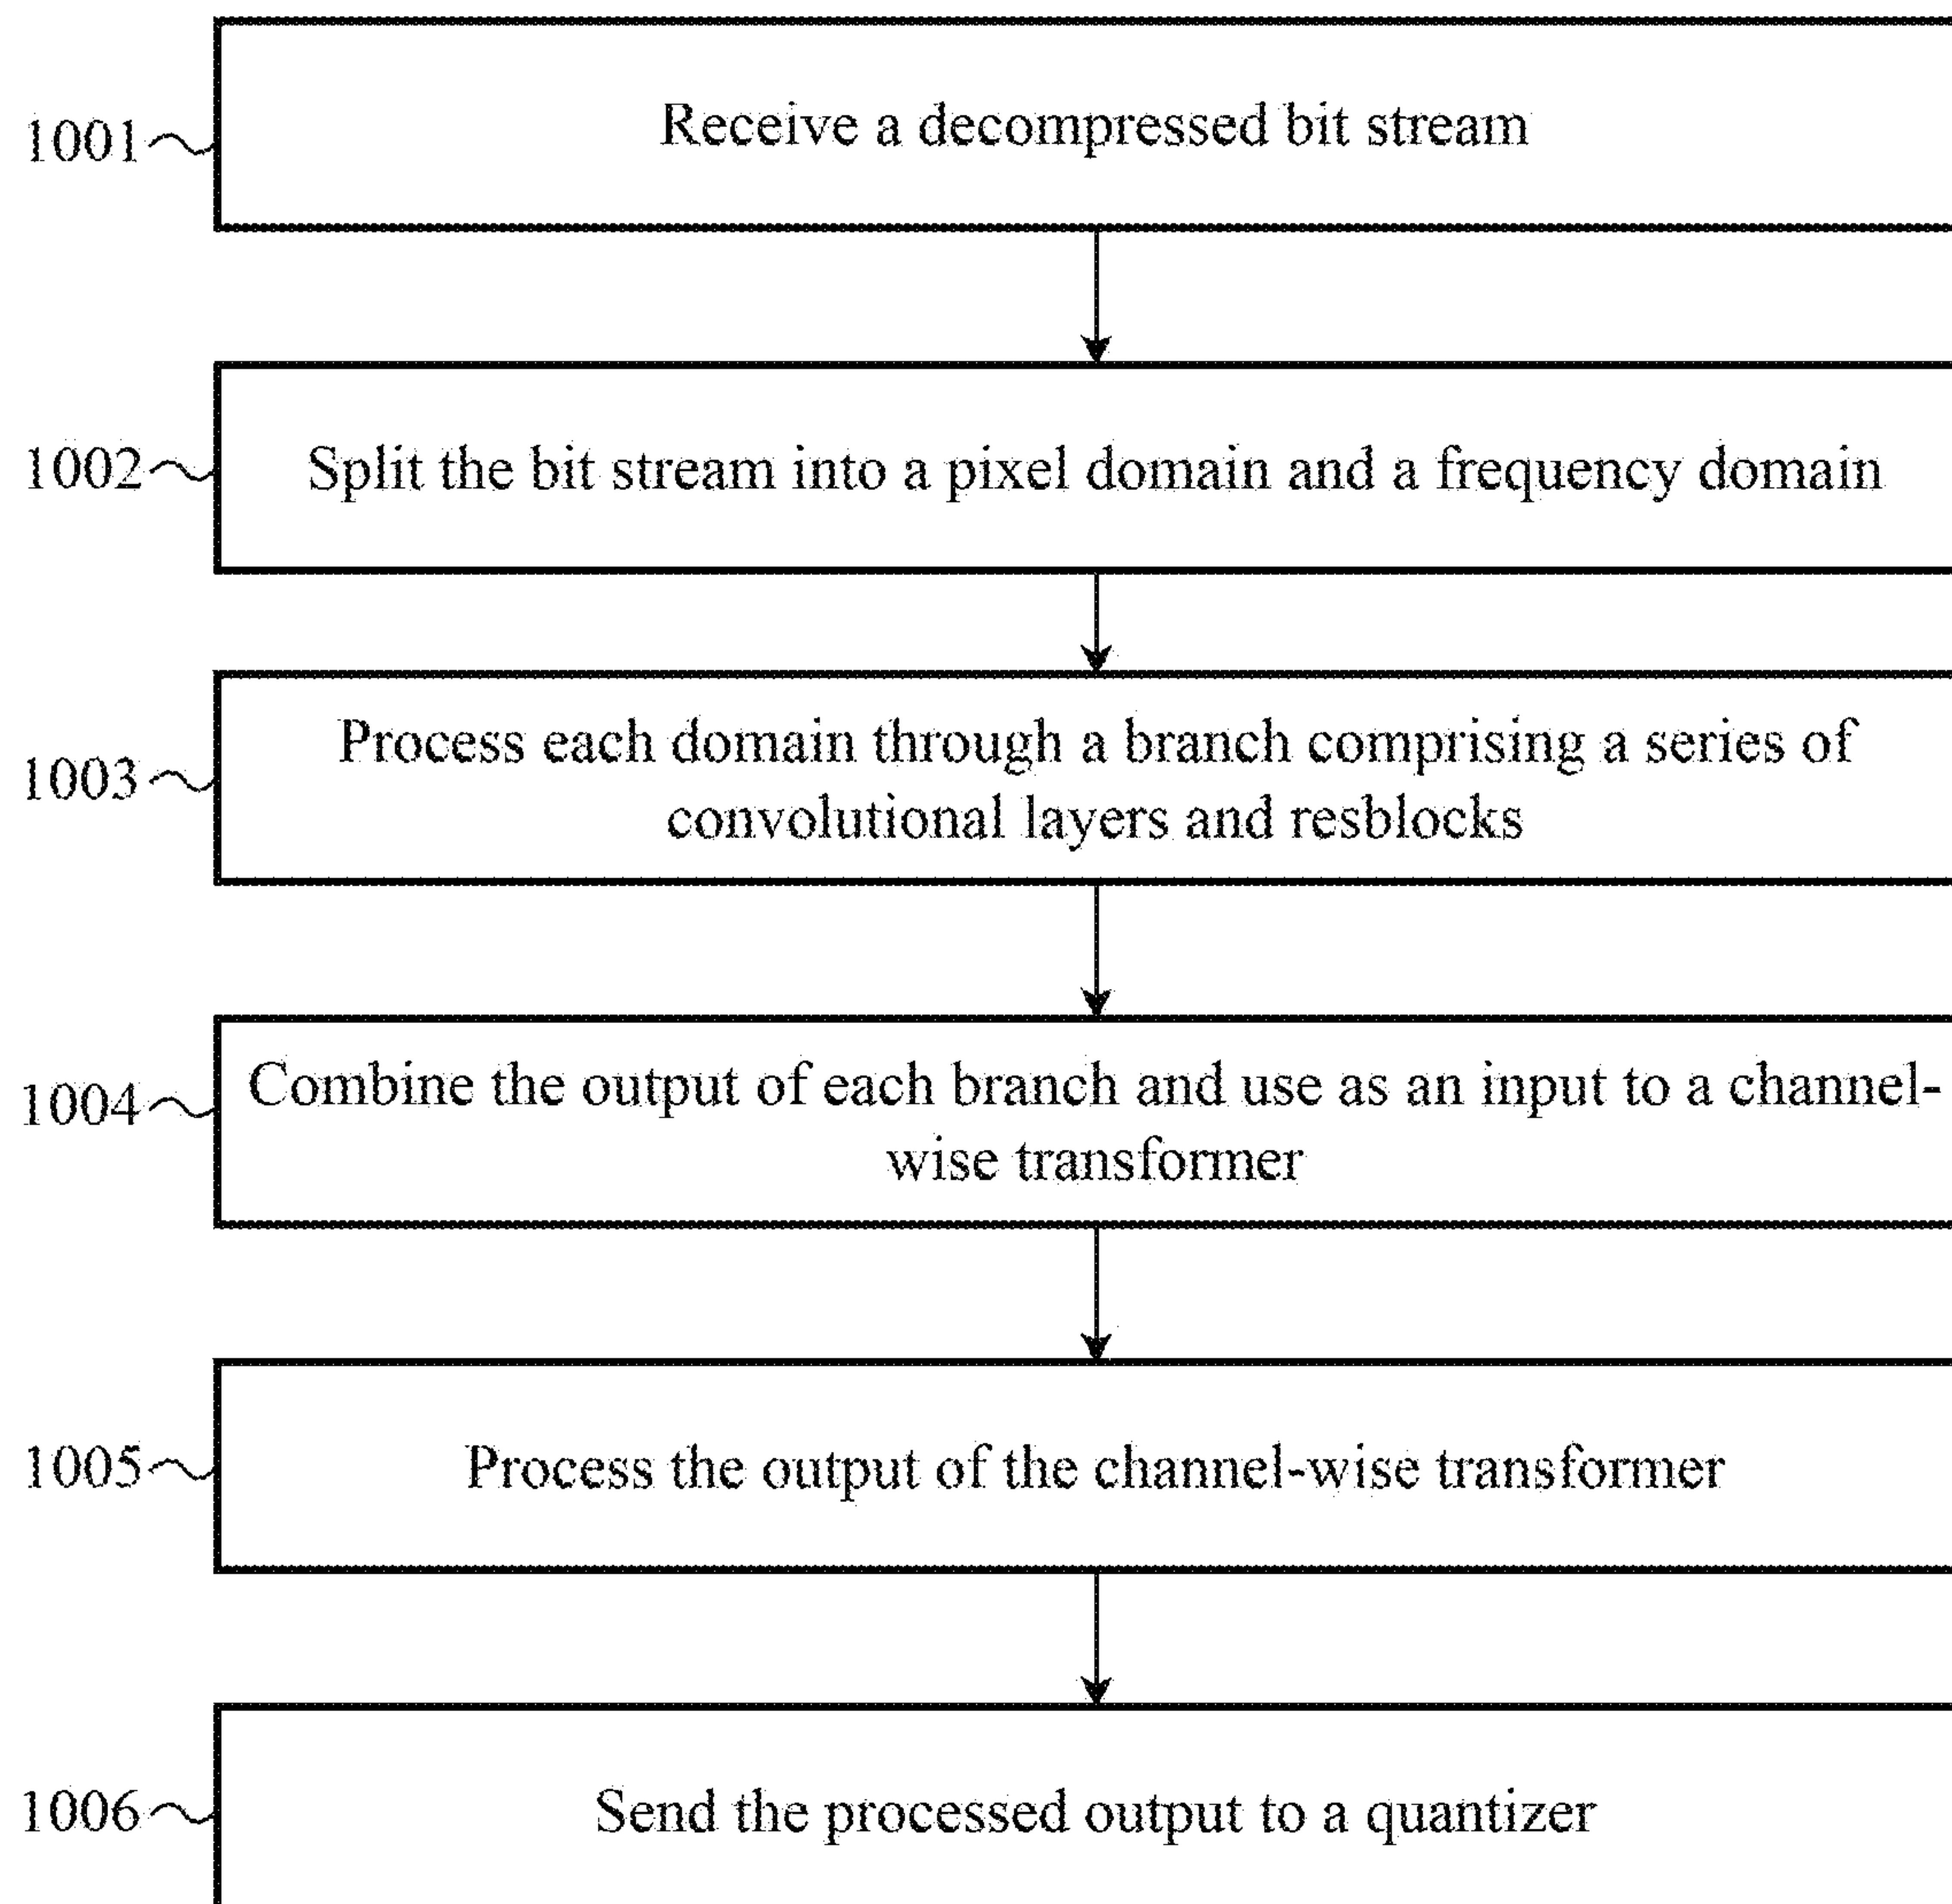 1001
Receive a decompressed bit stream
1002
Split the bit stream into a pixel domain and a frequency domain
1003
Process each domain through a branch comprising a series of
convolutional layers and resblocks
1004
Combine the output of each branch and use as an input to a channel-
wise transformer
1005
Process the output of the channel-wise transformer
1006
Send the processed output to a quantizer